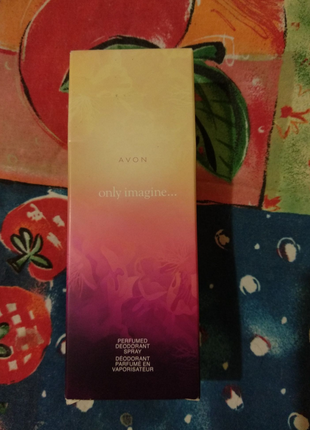 AVON
only imagine...
PERFUMED
DEODORANT
SPRAY
DÉODORANT
PARFUMÉ EN
VAPORISATEUR